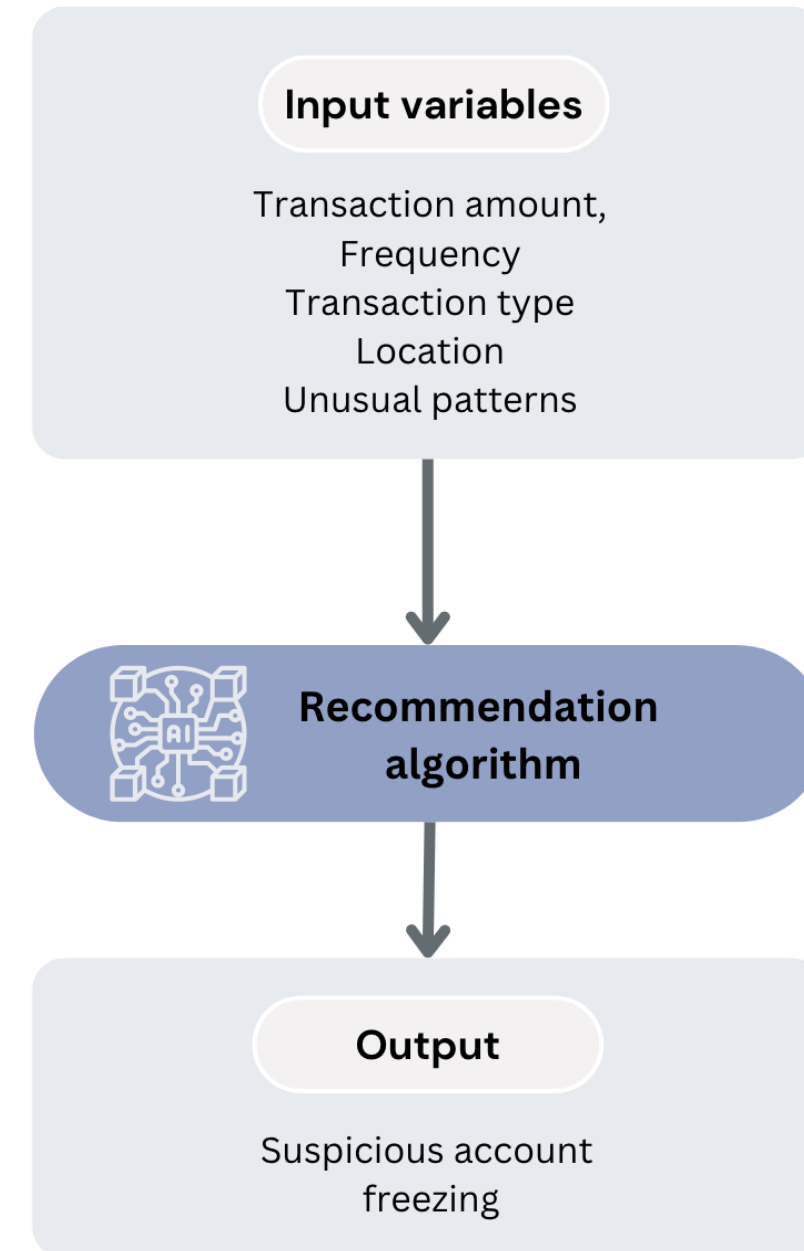 Input variables
Transaction amount,
Frequency
Transaction type
Location
Unusual patterns
AI
Recommendation
algorithm
Output
Suspicious account
freezing